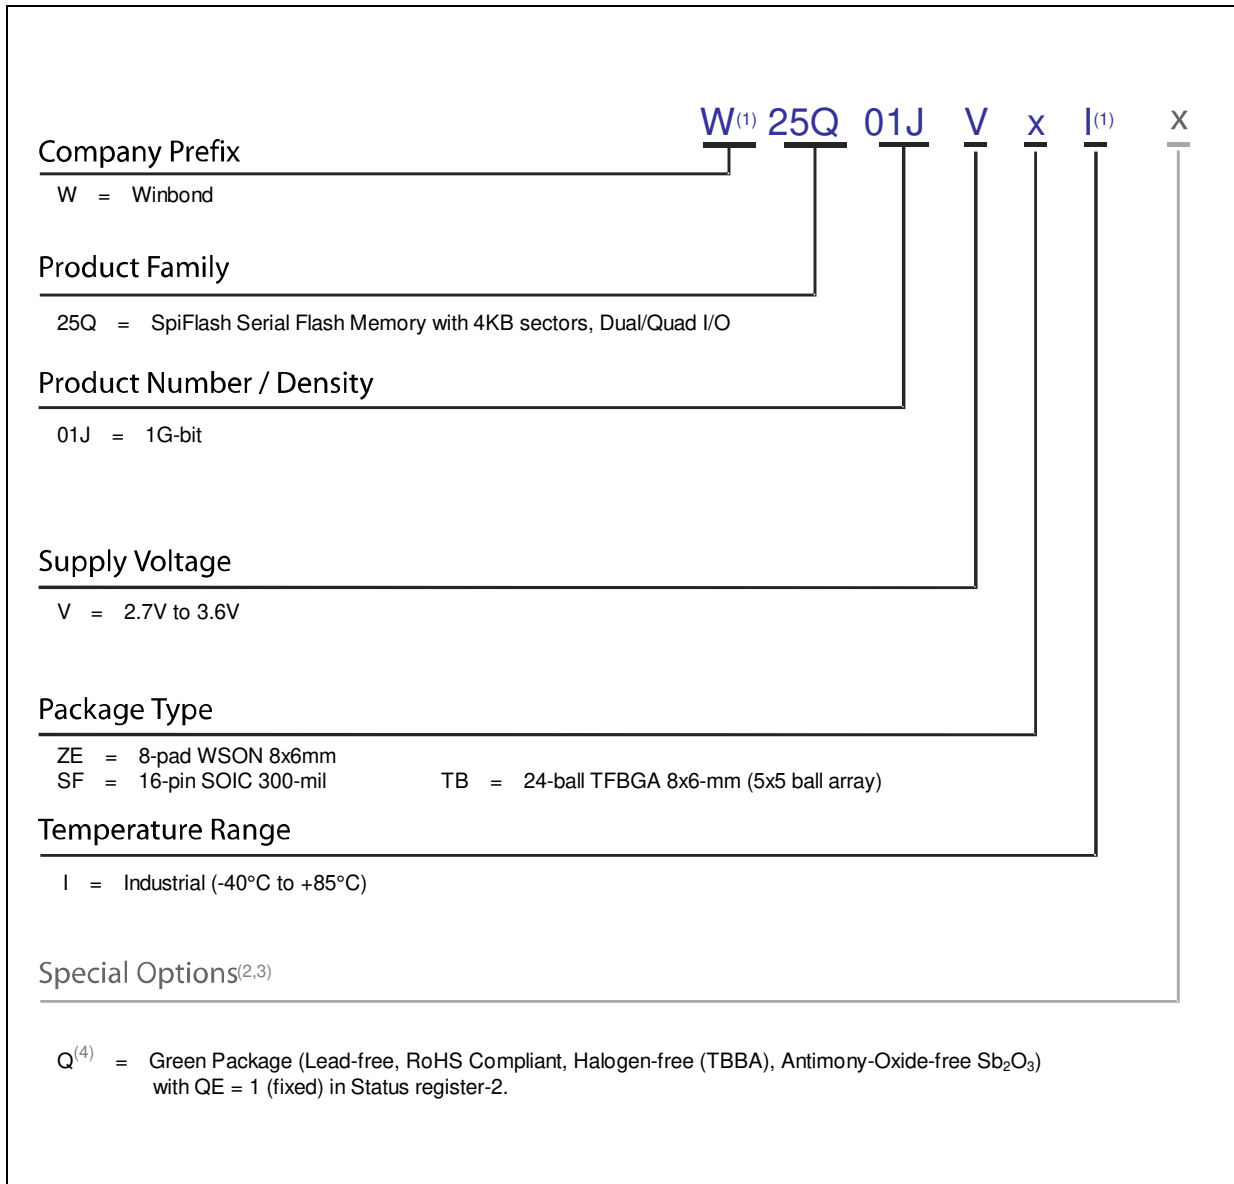 W(1) 25Q 01J V x I(1) x
Company Prefix
W = Winbond
Product Family
25Q = SpiFlash Serial Flash Memory with 4KB sectors, Dual/Quad I/O
Product Number / Density
01J = 1G-bit
Supply Voltage
V = 2.7V to 3.6V
Package Type
ZE = 8-pad WSON 8x6mm
SF = 16-pin SOIC 300-mil TB = 24-ball TFBGA 8x6-mm (5x5 ball array)
Temperature Range
I = Industrial (-40°C to +85°C)
Special Options(2,3)
Q(4) = Green Package (Lead-free, RoHS Compliant, Halogen-free (TBBA), Antimony-Oxide-free Sb₂O₃)
with QE = 1 (fixed) in Status register-2.